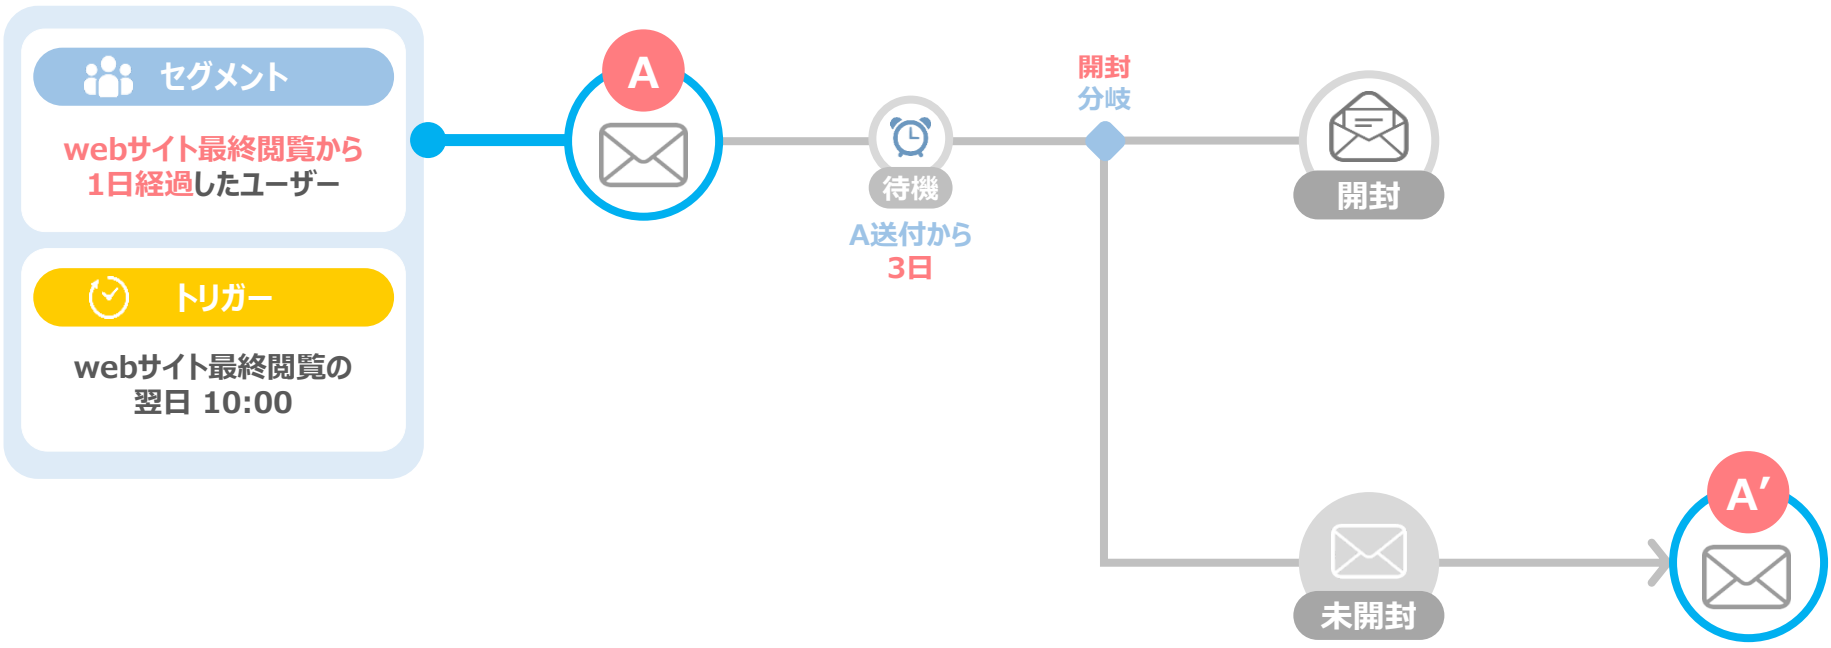 セグメント
webサイト最終閲覧から
1日経過したユーザー
トリガー
webサイト最終閲覧の
翌日 10:00
A
待機
A送付から
3日
開封
分岐
開封
未開封
A′